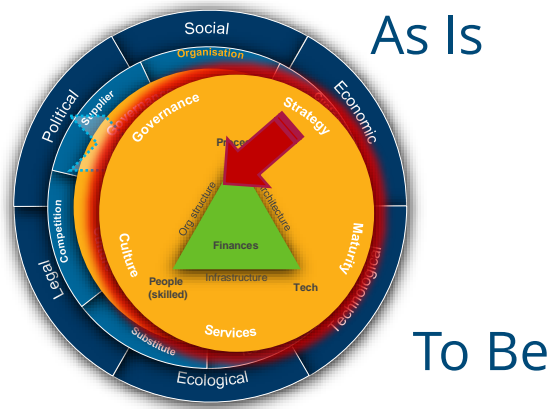 As Is
Social
Organisation
Political
Economic
Supplier
Governance
Strategy
Org structure
Competition
Finances
Culture
Maturity
People
(skilled)
Infrastructure
Tech
Legal
Technological
Services
Substitute
Ecological
To Be